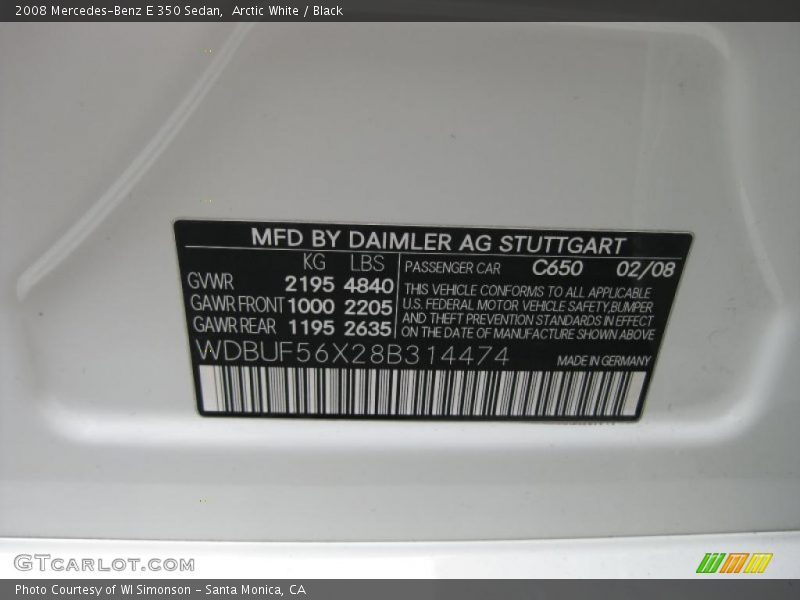 2008 Mercedes-Benz E 350 Sedan, Arctic White / Black
MFD BY DAIMLER AG STUTTGART
KG LBS
GVWR 2195 4840
GAWR FRONT 1000 2205
GAWR REAR 1195 2635
PASSENGER CAR C650 02/08
THIS VEHICLE CONFORMS TO ALL APPLICABLE
U.S. FEDERAL MOTOR VEHICLE SAFETY, BUMPER
AND THEFT PREVENTION STANDARDS IN EFFECT
ON THE DATE OF MANUFACTURE SHOWN ABOVE
WDBUF56X28B314474
MADE IN GERMANY
GTCARLOT.COM
Photo Courtesy of WI Simonson - Santa Monica, CA